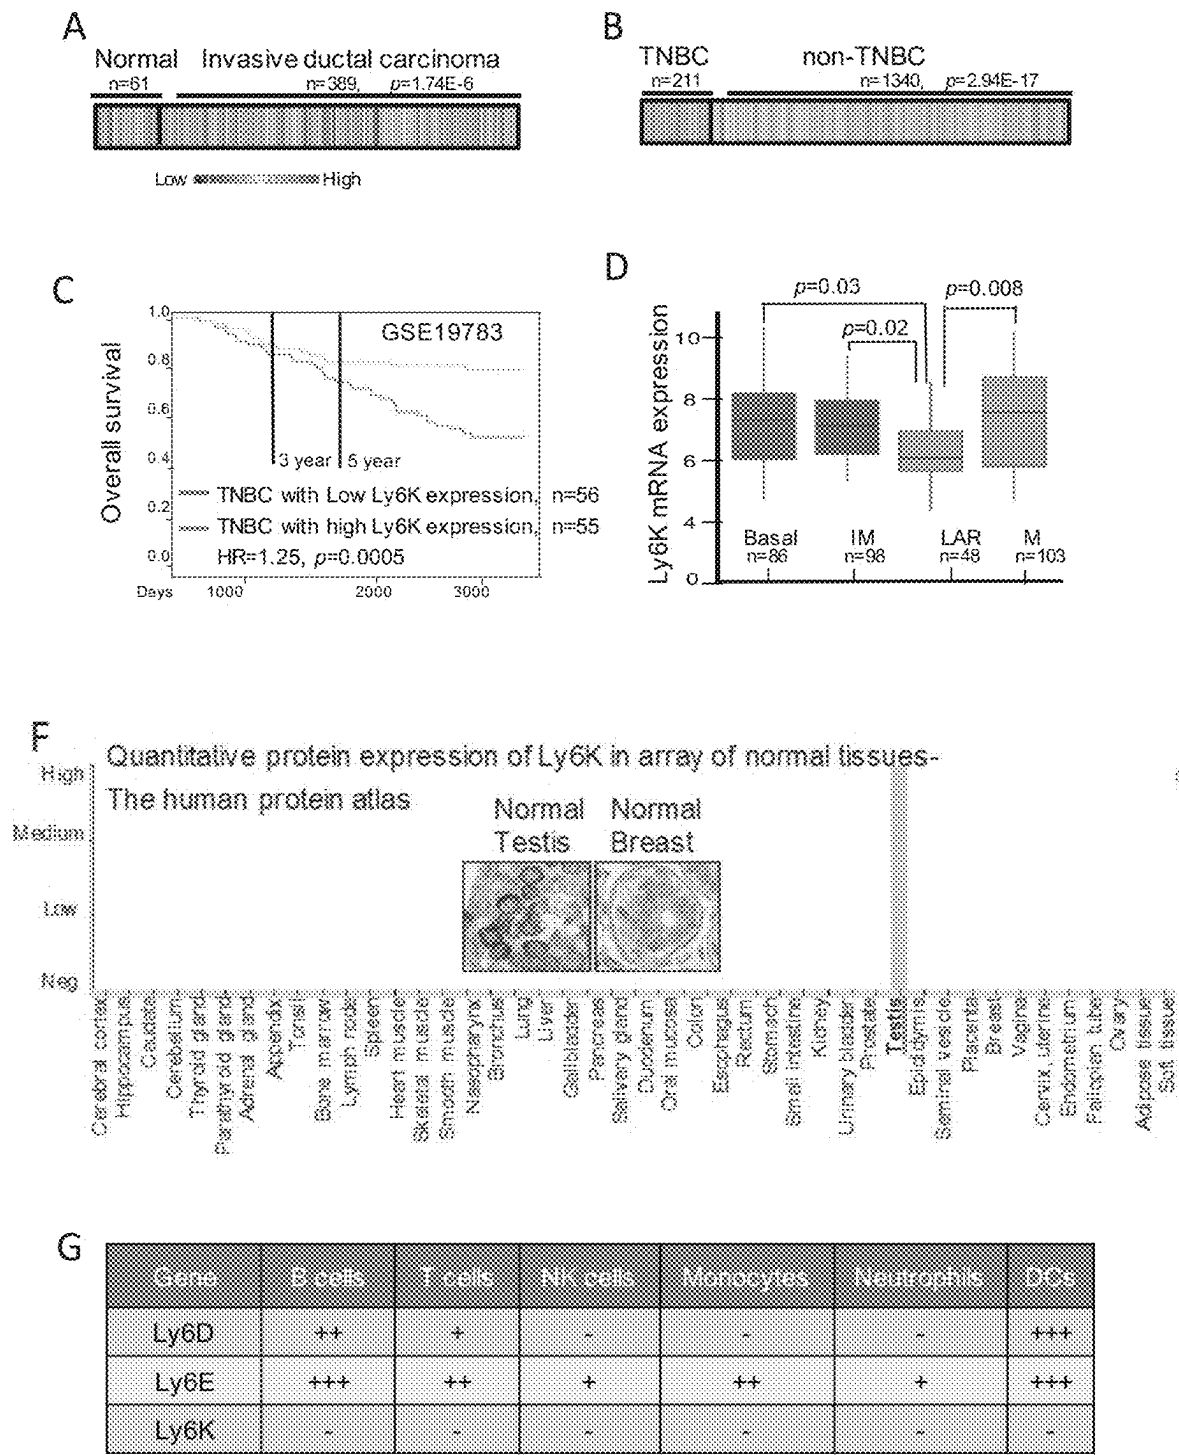 A
Normal Invasive ductal carcinoma
n=61 n=389, p=1.74E-6
Low High
B
TNBC non-TNBC
n=211 n=1340, p=2.94E-17
C
Overall survival
1.0
0.8
0.6
0.4
0.2
0.0
GSE19783
3 year 5 year
TNBC with Low Ly6K expression, n=56
TNBC with high Ly6K expression, n=55
HR=1.25, p=0.0005
Days 1000 2000 3000
D
Ly6K mRNA expression
10
8
6
4
0
p=0.03
p=0.008
p=0.02
Basal IM LAR M
n=86 n=98 n=48 n=103
F
Quantitative protein expression of Ly6K in array of normal tissues-
The human protein atlas
High
Medium
Low
Neg
Normal Testis
Normal Breast
Cerebral cortex
Hippocampus
Caudate
Cerebellum
Thyroid gland
Parathyroid gland
Adrenal gland
Appendix
Tonsil
Bone marrow
Lymph node
Spleen
Heart muscle
Skeletal muscle
Smooth muscle
Nasopharynx
Bronchus
Lung
Liver
Gallbladder
Pancreas
Salivary gland
Duodenum
Oral mucosa
Colon
Esophagus
Rectum
Stomach
Small intestine
Kidney
Urinary bladder
Prostate
Testis
Epididymis
Seminal vesicle
Placenta
Breast
Vagina
Cervix, uterine
Endometrium
Fallopian tube
Ovary
Adipose tissue
Soft tissue
G
Gene B cells T cells NK cells Monocytes Neutrophils DCs
Ly6D ++ + - - - +++
Ly6E +++ ++ + ++ + +++
Ly6K - - - - - -